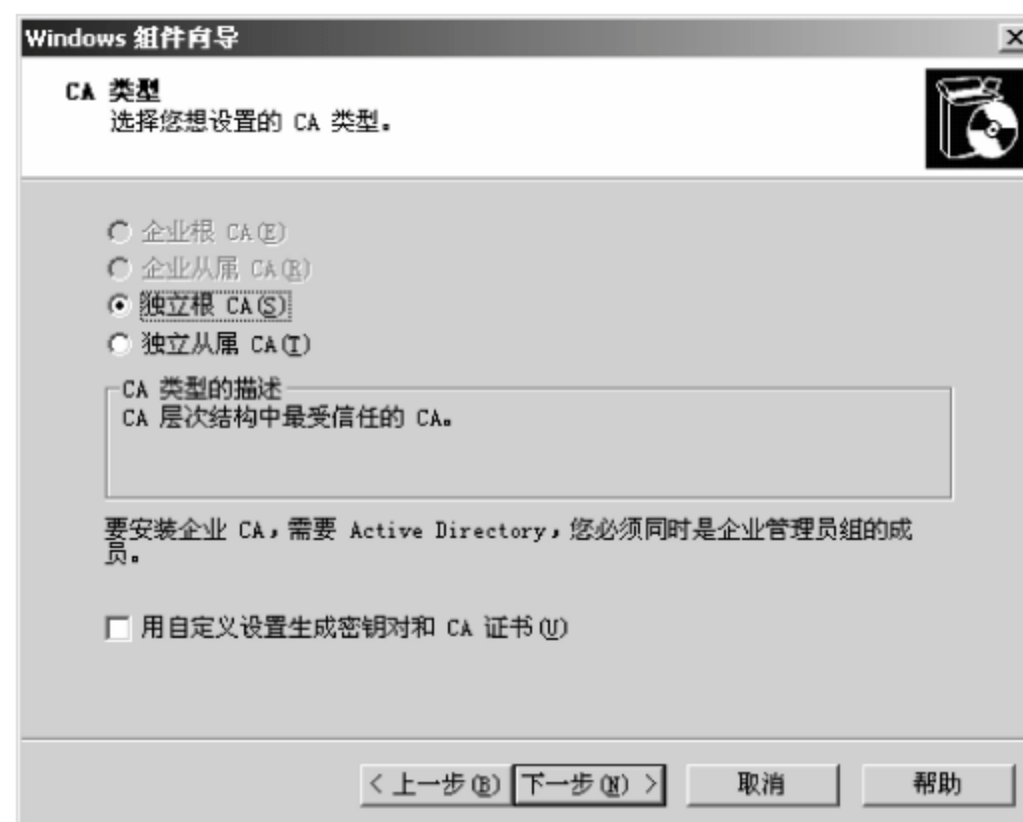 Windows 组件向导
CA 类型
选择您想设置的 CA 类型。
企业根 CA(E)
企业从属 CA(R)
独立根 CA(S)
独立从属 CA(T)
CA 类型的描述
CA 层次结构中最受信任的 CA。
要安装企业 CA，需要 Active Directory，您必须同时是企业管理员组的成
员。
用自定义设置生成密钥对和 CA 证书(U)
< 上一步(B) 下一步(N) > 取消 帮助